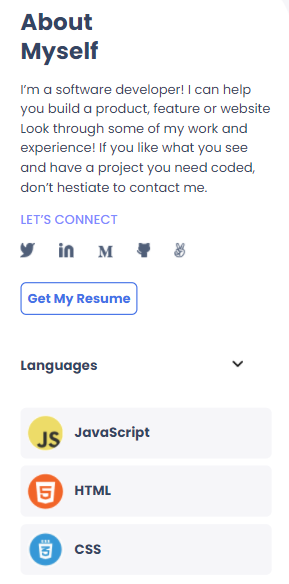 About
Myself
I'm a software developer! I can help
you build a product, feature or website
Look through some of my work and
experience! If you like what you see
and have a project you need coded,
don't hestiate to contact me.
LET'S CONNECT
Get My Resume
Languages
JS JavaScript
HTML
CSS